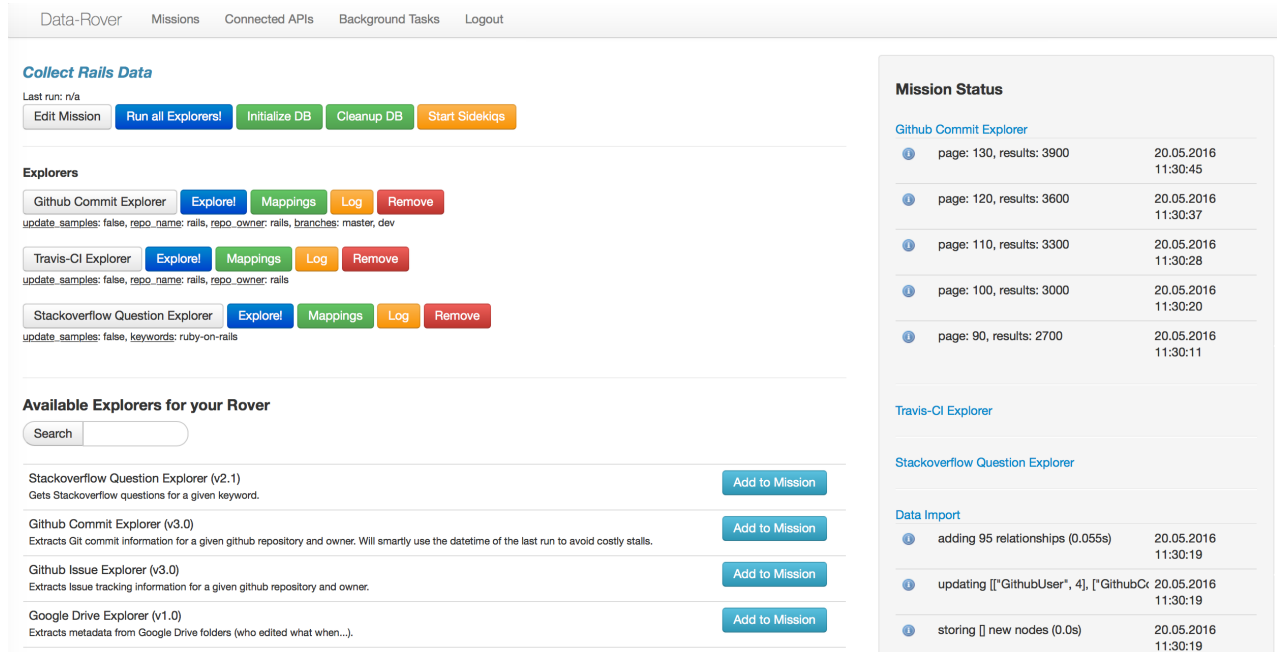 Data-Rover Missions Connected APIs Background Tasks Logout
Collect Rails Data
Last run: n/a
Edit Mission Run all Explorers! Initialize DB Cleanup DB Start Sidekiqs
Explorers
Github Commit Explorer Explore! Mappings Log Remove
update_samples: false, repo_name: rails, repo_owner: rails, branches: master, dev
Travis-CI Explorer Explore! Mappings Log Remove
update_samples: false, repo_name: rails, repo_owner: rails
Stackoverflow Question Explorer Explore! Mappings Log Remove
update_samples: false, keywords: ruby-on-rails
Available Explorers for your Rover
Search
Stackoverflow Question Explorer (v2.1)
Gets Stackoverflow questions for a given keyword.
Add to Mission
Github Commit Explorer (v3.0)
Extracts Git commit information for a given github repository and owner. Will smartly use the datetime of the last run to avoid costly stalls.
Add to Mission
Github Issue Explorer (v3.0)
Extracts Issue tracking information for a given github repository and owner.
Add to Mission
Google Drive Explorer (v1.0)
Extracts metadata from Google Drive folders (who edited what when...).
Add to Mission
Mission Status
Github Commit Explorer
page: 130, results: 3900 20.05.2016
11:30:45
page: 120, results: 3600 20.05.2016
11:30:37
page: 110, results: 3300 20.05.2016
11:30:28
page: 100, results: 3000 20.05.2016
11:30:20
page: 90, results: 2700 20.05.2016
11:30:11
Travis-CI Explorer
Stackoverflow Question Explorer
Data Import
adding 95 relationships (0.055s) 20.05.2016
11:30:19
updating [["GithubUser", 4], ["GithubCo 20.05.2016
11:30:19
storing [] new nodes (0.0s) 20.05.2016
11:30:19